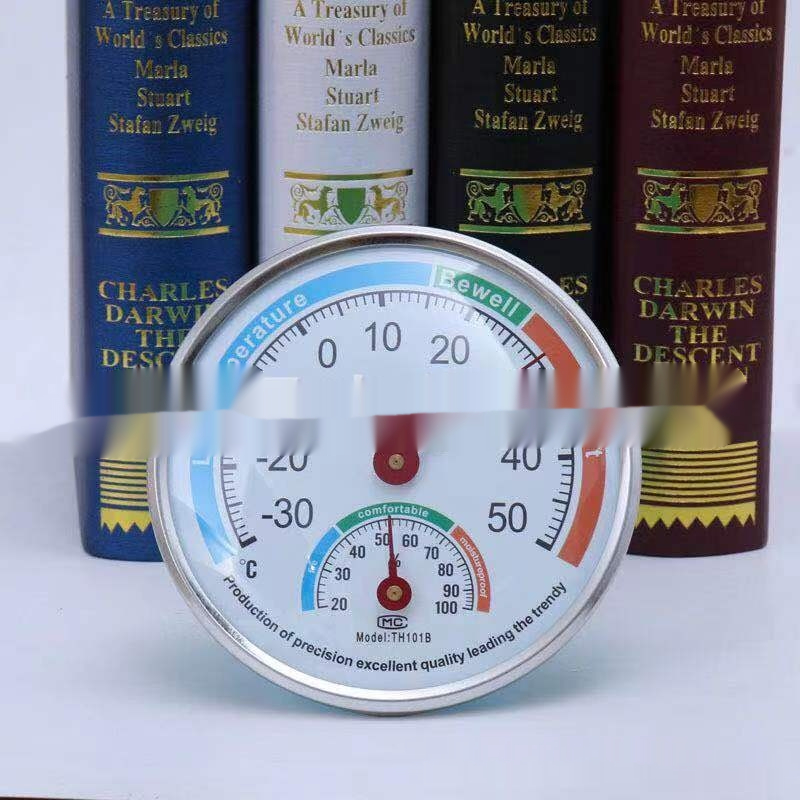 A Treasury of
World's Classics
Marla
Stuart
Stafan Zweig
CHARLES
DARWIN
THE
A Treasury of
World's Classics
Marla
Stuart
Stafan Zweig
A Treasury of
World's Classics
Marla
Stuart
Stafan Zweig
A Treasury of
World's Classics
Marla
Stuart
Stafan Zweig
CHARLES
DARWIN
THE
DESCENT
Bewell
0 10 20
-20 40
-30 50
°C
comfortable
moistureproof
20 30 40 50 60 70 80 90 100
%
MC
Model:TH101B
Production of precision excellent quality leading the trendy